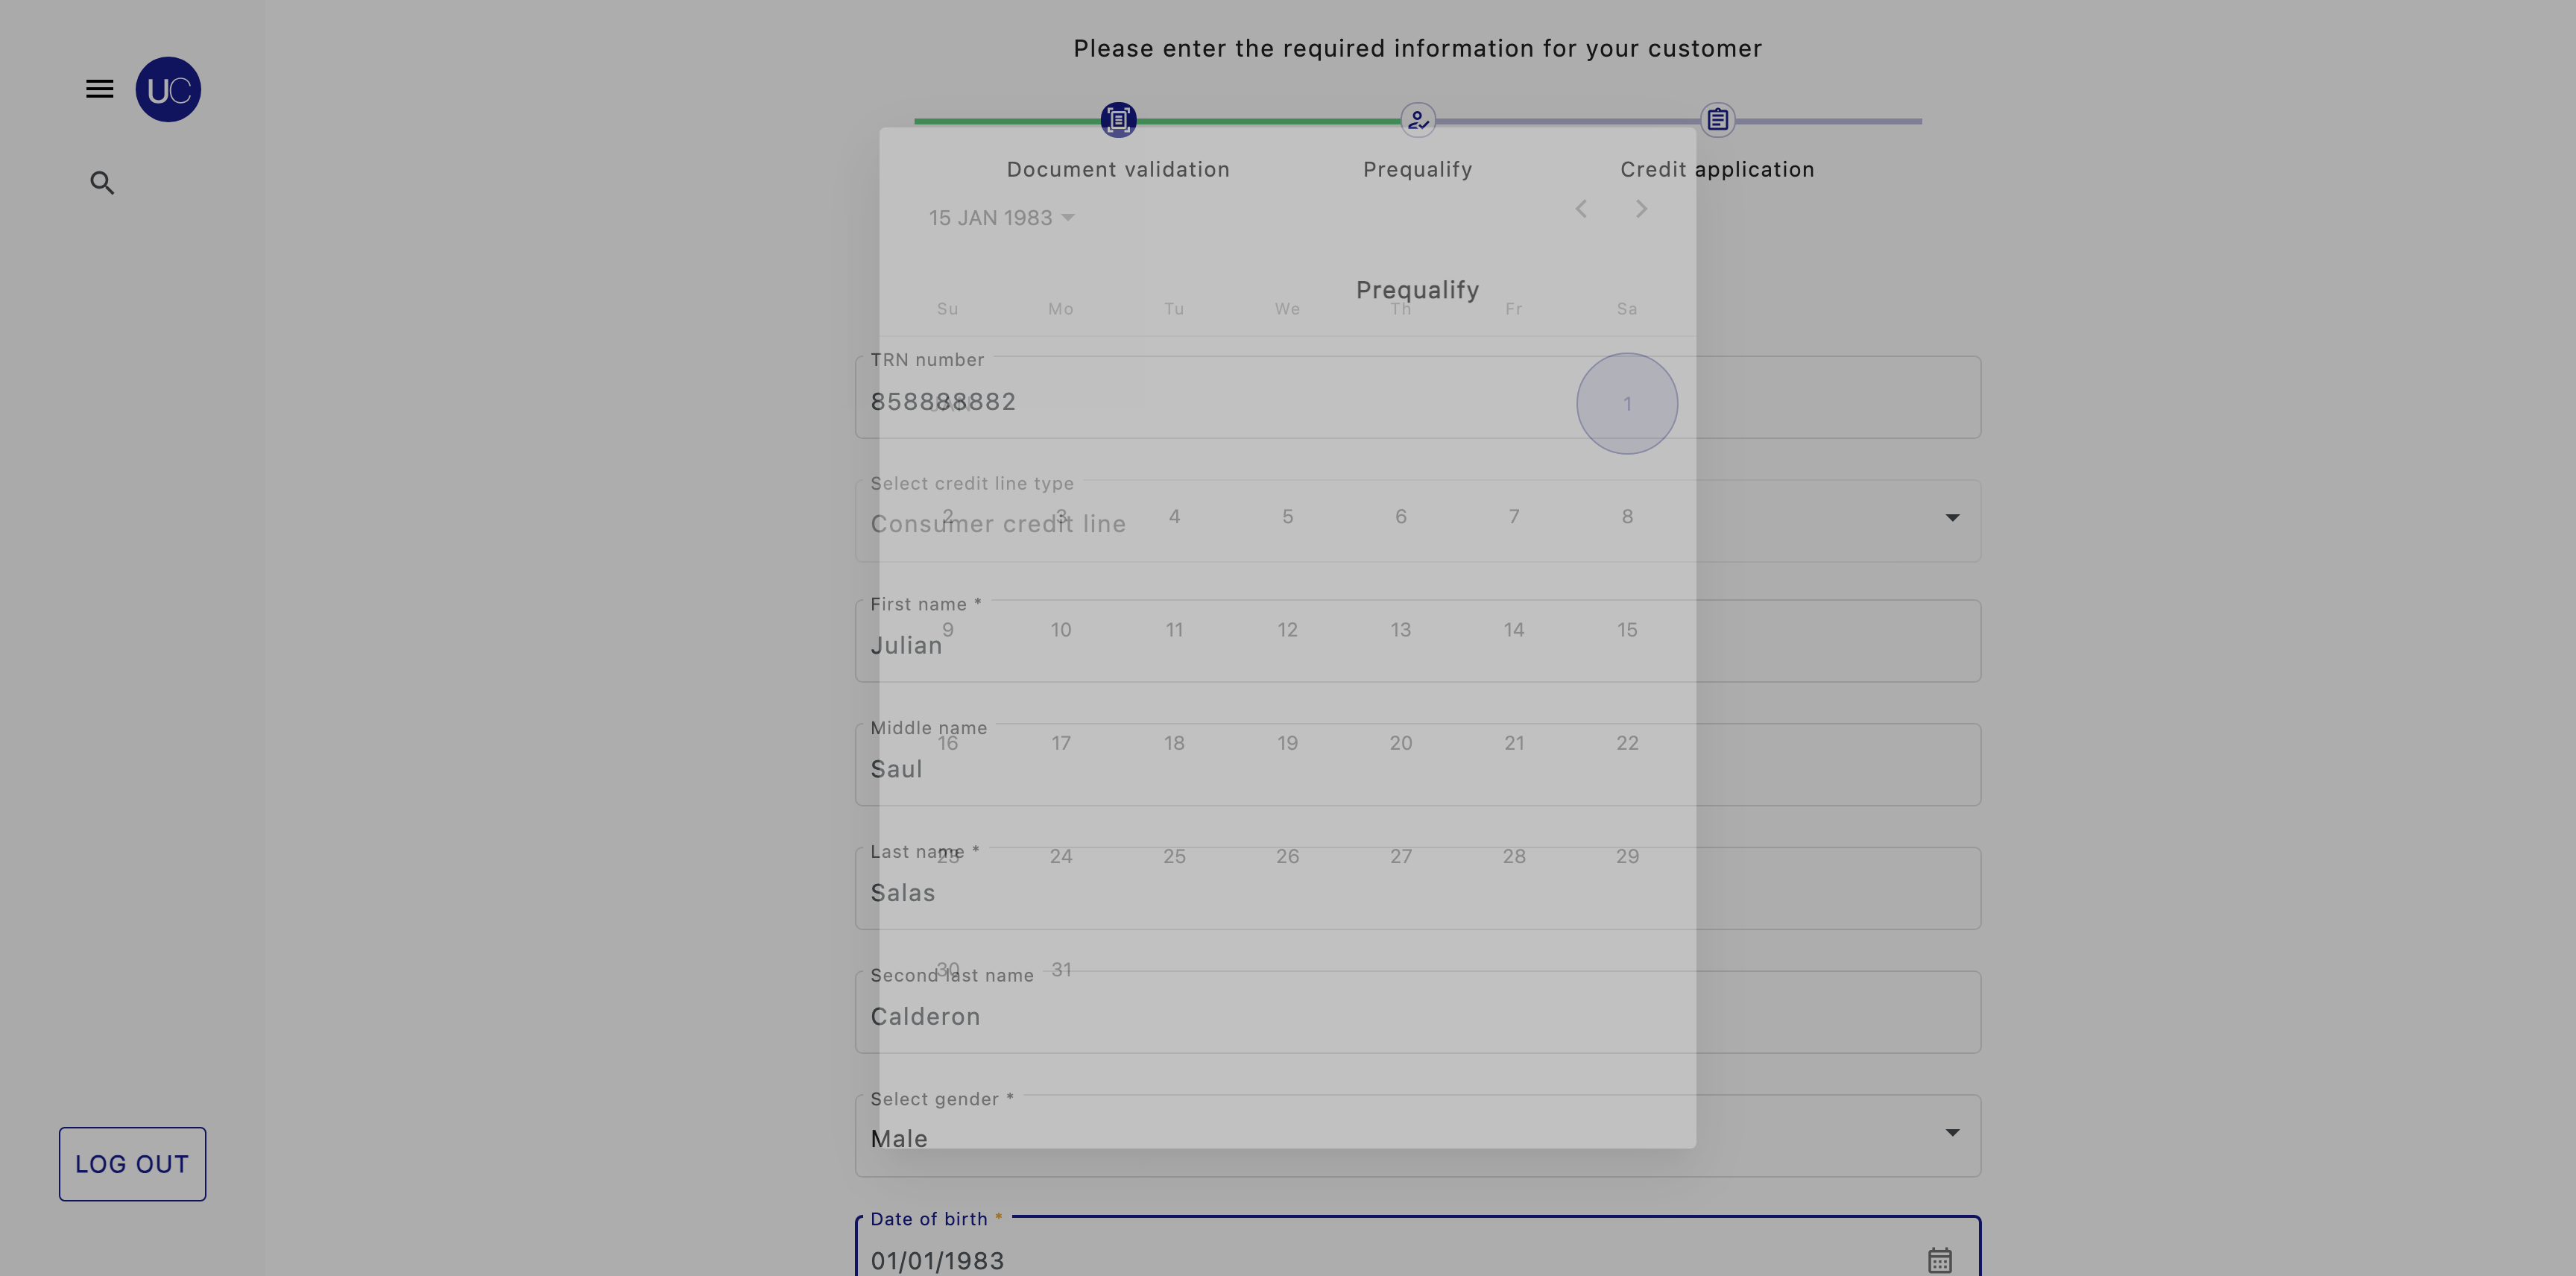 Please enter the required information for your customer
UC
Document validation
Prequalify
Credit application
15 JAN 1983
Prequalify
Su Mo Tu We Th Fr Sa
TRN number
858888882
JAN
1
Select credit line type
Consumer credit line
2 3 4 5 6 7 8
First name *
Julian
9 10 11 12 13 14 15
Middle name
Saul
16 17 18 19 20 21 22
Last name *
Salas
23 24 25 26 27 28 29
Second last name
Calderon
30 31
Select gender *
Male
LOG OUT
Date of birth *
01/01/1983